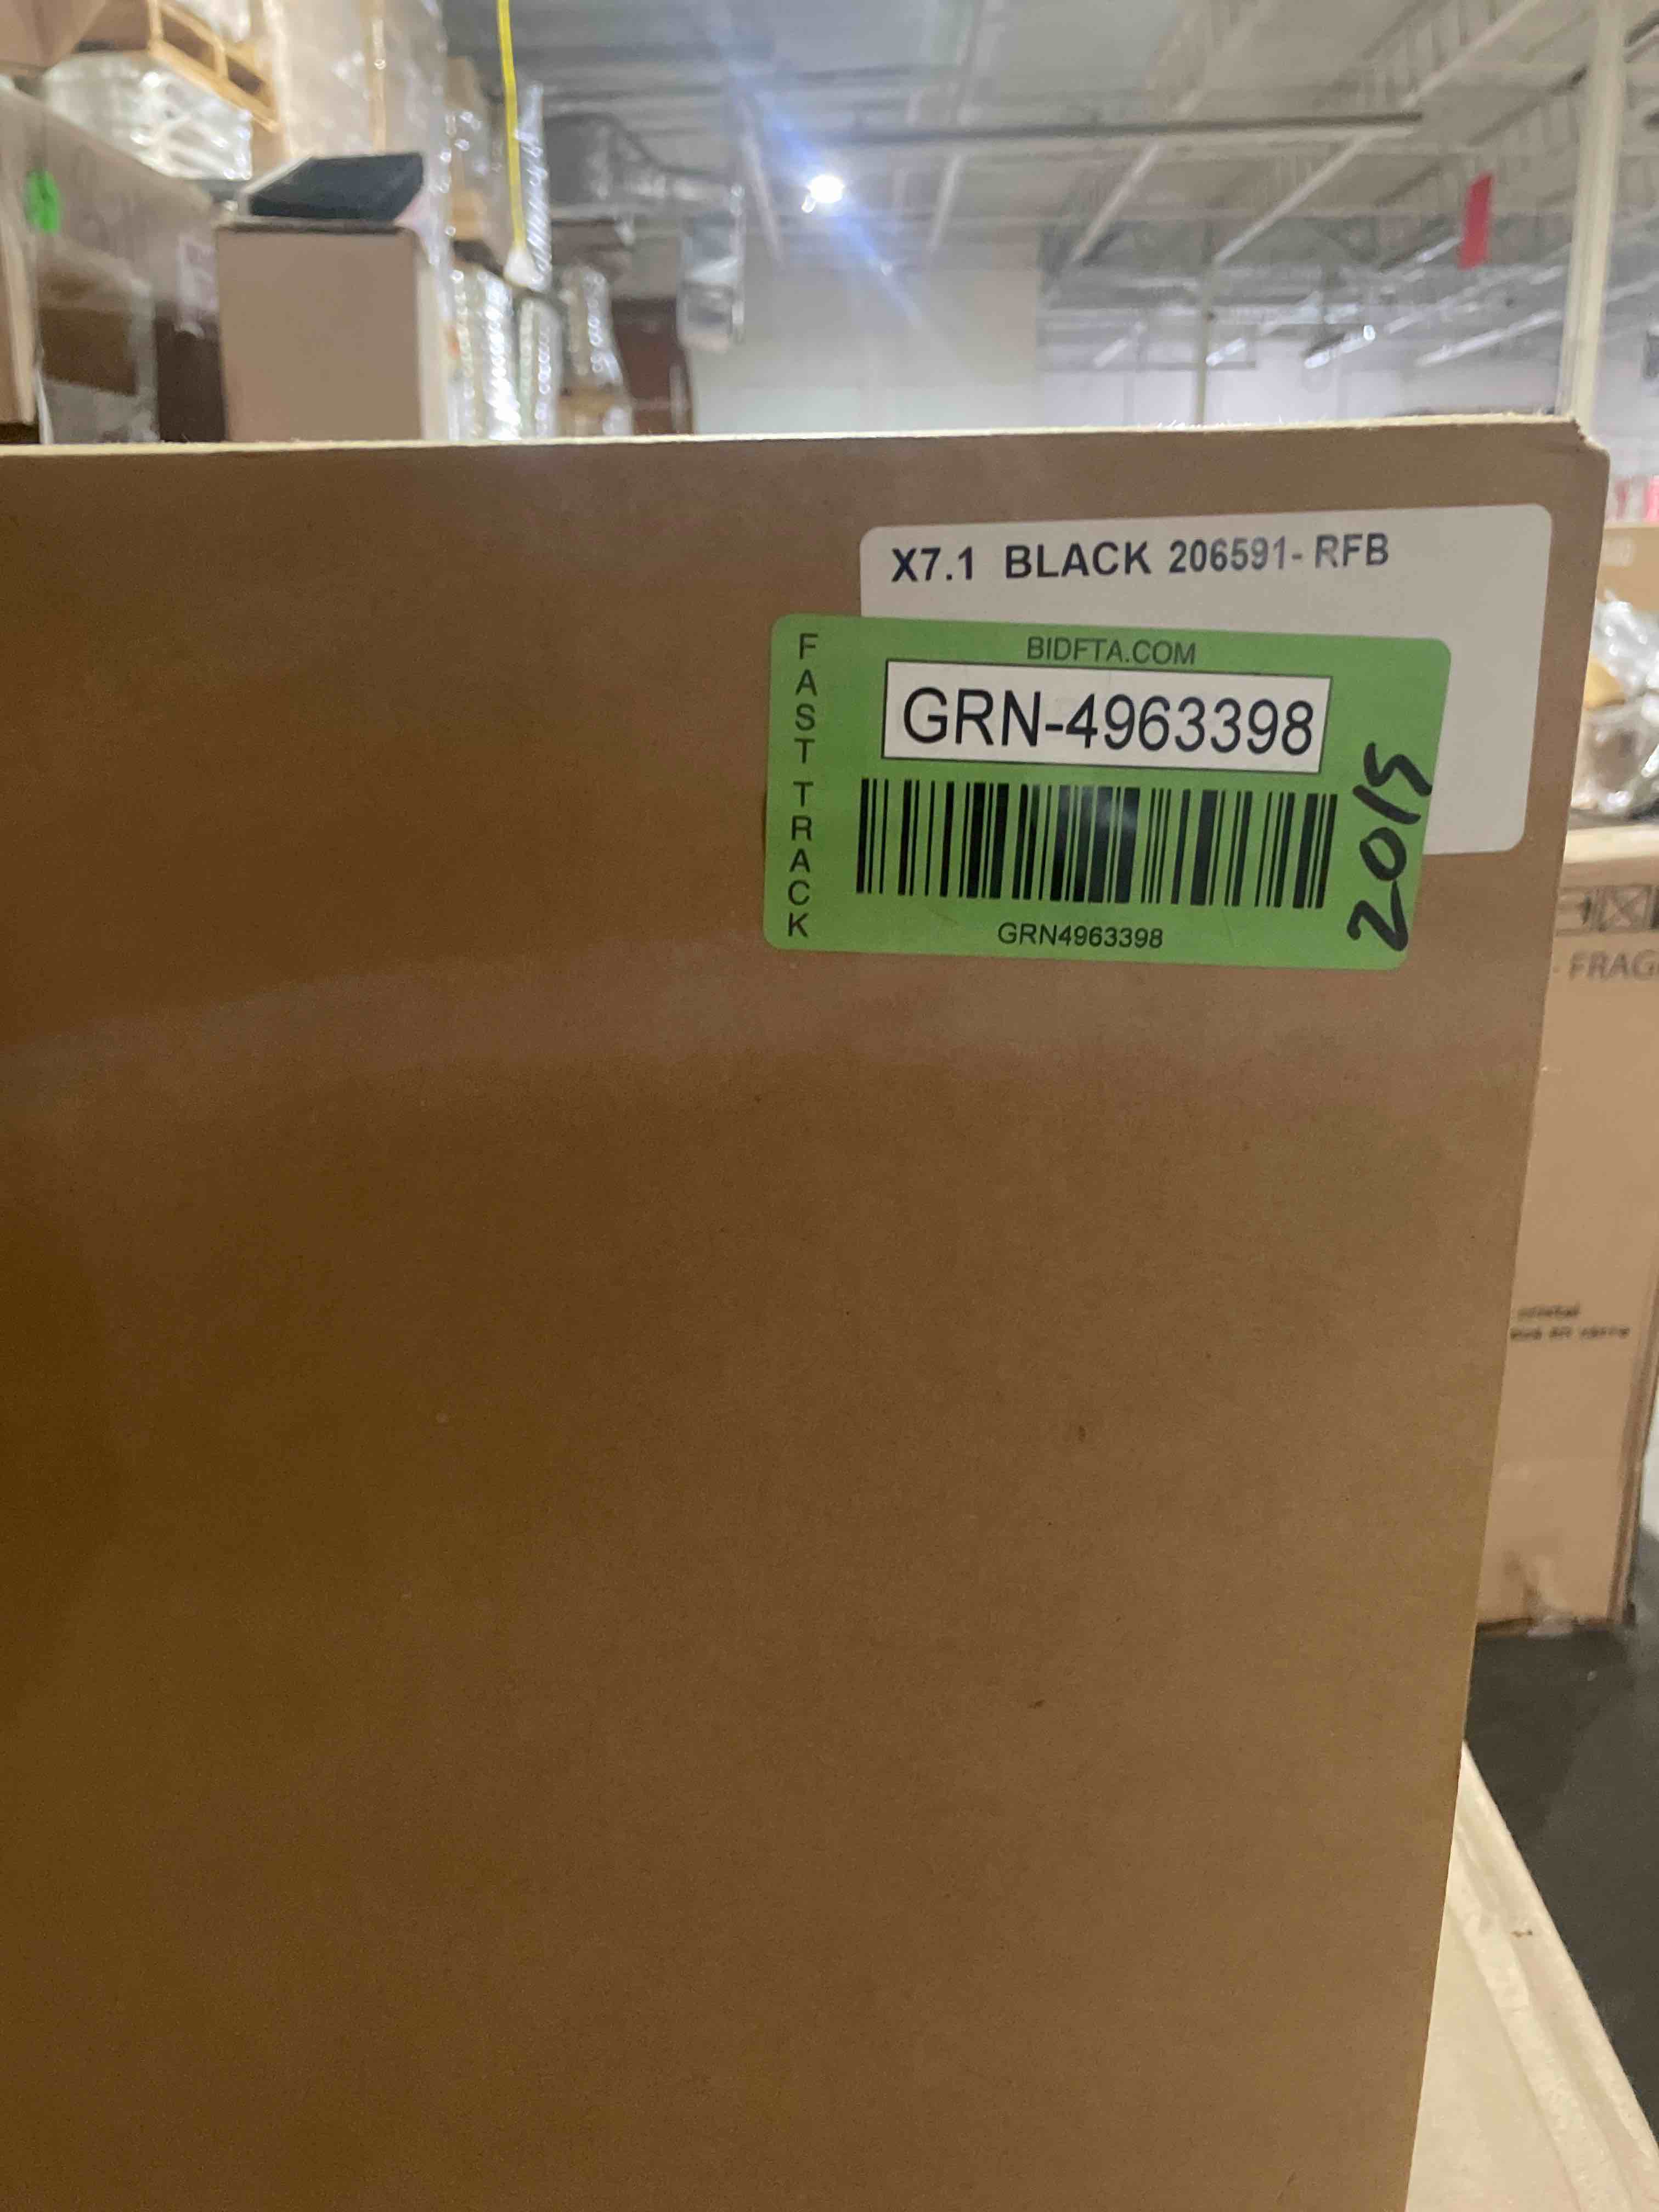 X7.1 BLACK 206591- RFB
FAST TRACK
BIDFTA.COM
GRN-4963398
GRN4963398
2015
FRAG